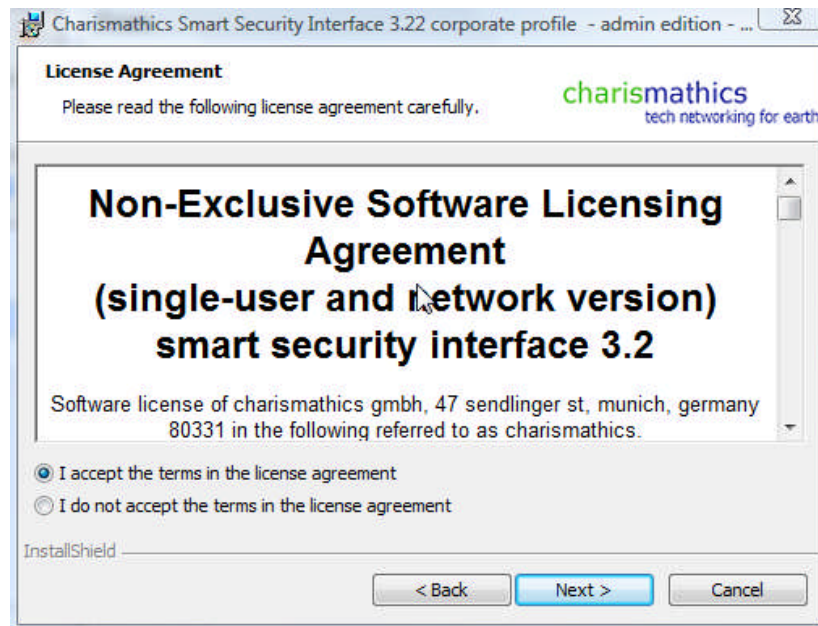 Charismathics Smart Security Interface 3.22 corporate profile - admin edition - ...
License Agreement
Please read the following license agreement carefully.
charismathics
tech networking for earth
Non-Exclusive Software Licensing
Agreement
(single-user and network version)
smart security interface 3.2
Software license of charismathics gmbh, 47 sendlinger st, munich, germany
80331 in the following referred to as charismathics.
I accept the terms in the license agreement
I do not accept the terms in the license agreement
InstallShield
< Back
Next >
Cancel